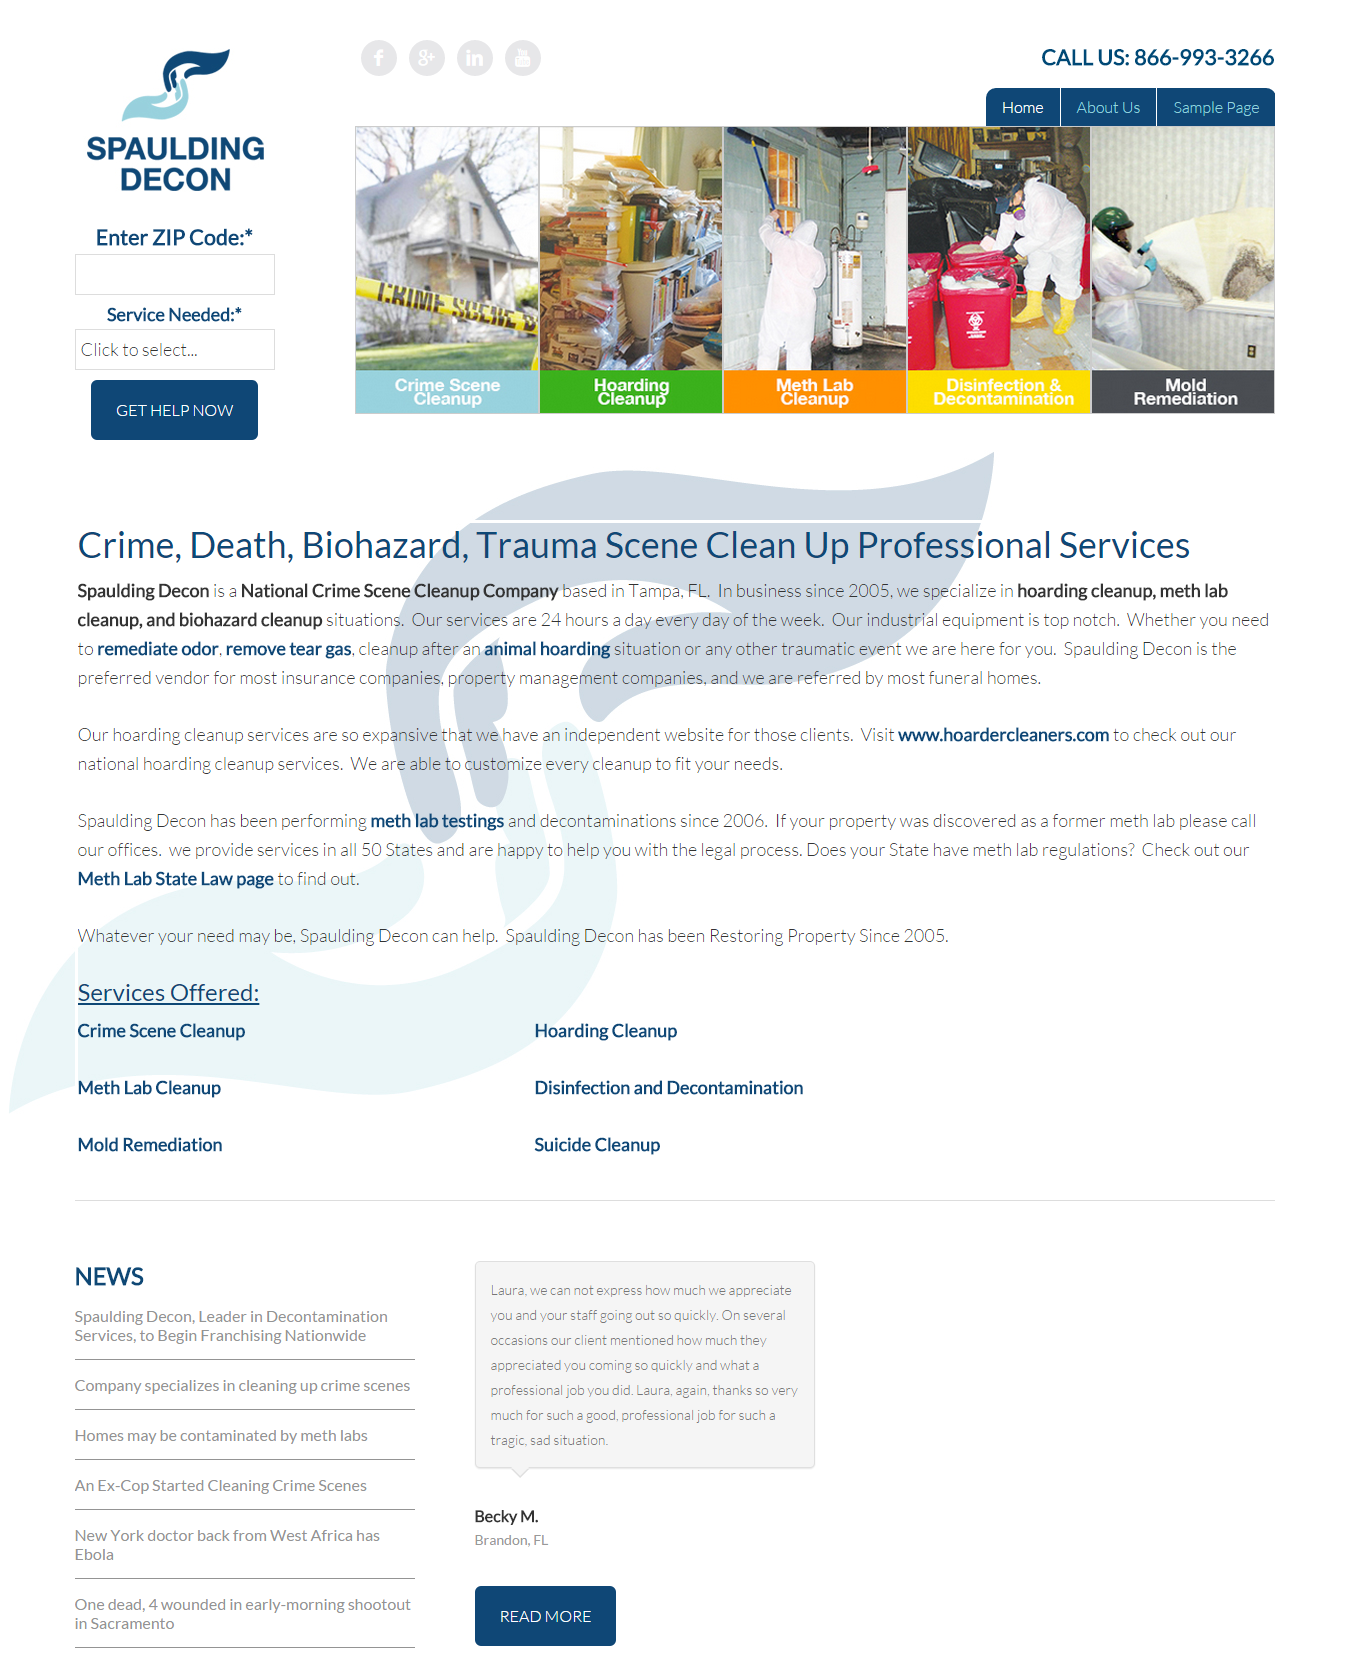 CALL US: 866-993-3266
Home
About Us
Sample Page
SPAULDING
DECON
Enter ZIP Code:*
Service Needed:*
Click to select...
GET HELP NOW
CRIME SCENE
Crime Scene
Cleanup
Hoarding
Cleanup
Meth Lab
Cleanup
Disinfection &
Decontamination
Mold
Remediation
Crime, Death, Biohazard, Trauma Scene Clean Up Professional Services
Spaulding Decon is a National Crime Scene Cleanup Company based in Tampa, FL.  In business since 2005, we specialize in hoarding cleanup, meth lab
cleanup, and biohazard cleanup situations.  Our services are 24 hours a day every day of the week.  Our industrial equipment is top notch.  Whether you need
to remediate odor, remove tear gas, cleanup after an animal hoarding situation or any other traumatic event we are here for you.  Spaulding Decon is the
preferred vendor for most insurance companies, property management companies, and we are referred by most funeral homes.
Our hoarding cleanup services are so expansive that we have an independent website for those clients.  Visit www.hoardercleaners.com to check out our
national hoarding cleanup services.  We are able to customize every cleanup to fit your needs.
Spaulding Decon has been performing meth lab testings and decontaminations since 2006.  If your property was discovered as a former meth lab please call
our offices.  we provide services in all 50 States and are happy to help you with the legal process. Does your State have meth lab regulations?  Check out our
Meth Lab State Law page to find out.
Whatever your need may be, Spaulding Decon can help.  Spaulding Decon has been Restoring Property Since 2005.
Services Offered:
Crime Scene Cleanup
Hoarding Cleanup
Meth Lab Cleanup
Disinfection and Decontamination
Mold Remediation
Suicide Cleanup
NEWS
Spaulding Decon, Leader in Decontamination
Services, to Begin Franchising Nationwide
Company specializes in cleaning up crime scenes
Homes may be contaminated by meth labs
An Ex-Cop Started Cleaning Crime Scenes
New York doctor back from West Africa has
Ebola
One dead, 4 wounded in early-morning shootout
in Sacramento
Laura, we can not express how much we appreciate
you and your staff going out so quickly. On several
occasions our client mentioned how much they
appreciated you coming so quickly and what a
professional job you did. Laura, again, thanks so very
much for such a good, professional job for such a
tragic, sad situation.
Becky M.
Brandon, FL
READ MORE